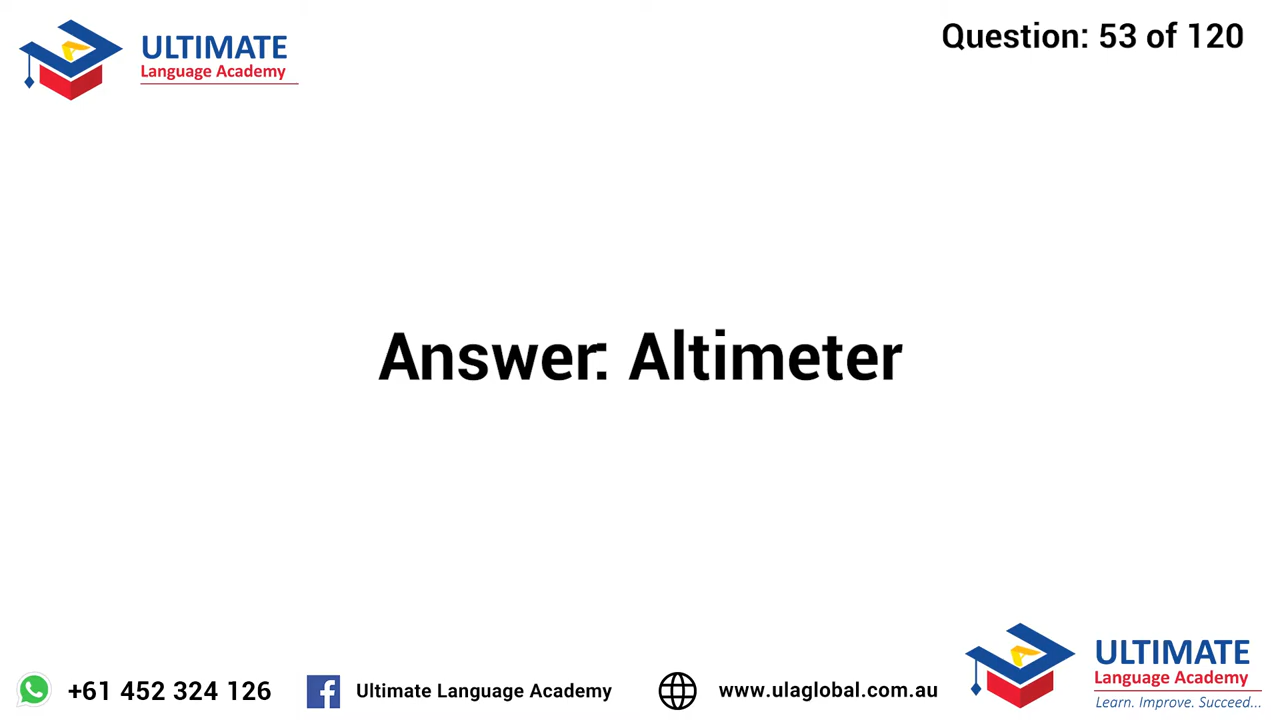 ULTIMATE
Language Academy
Question: 53 of 120
Answer: Altimeter
+61 452 324 126
Ultimate Language Academy
www.ulaglobal.com.au
ULTIMATE
Language Academy
Learn. Improve. Succeed...